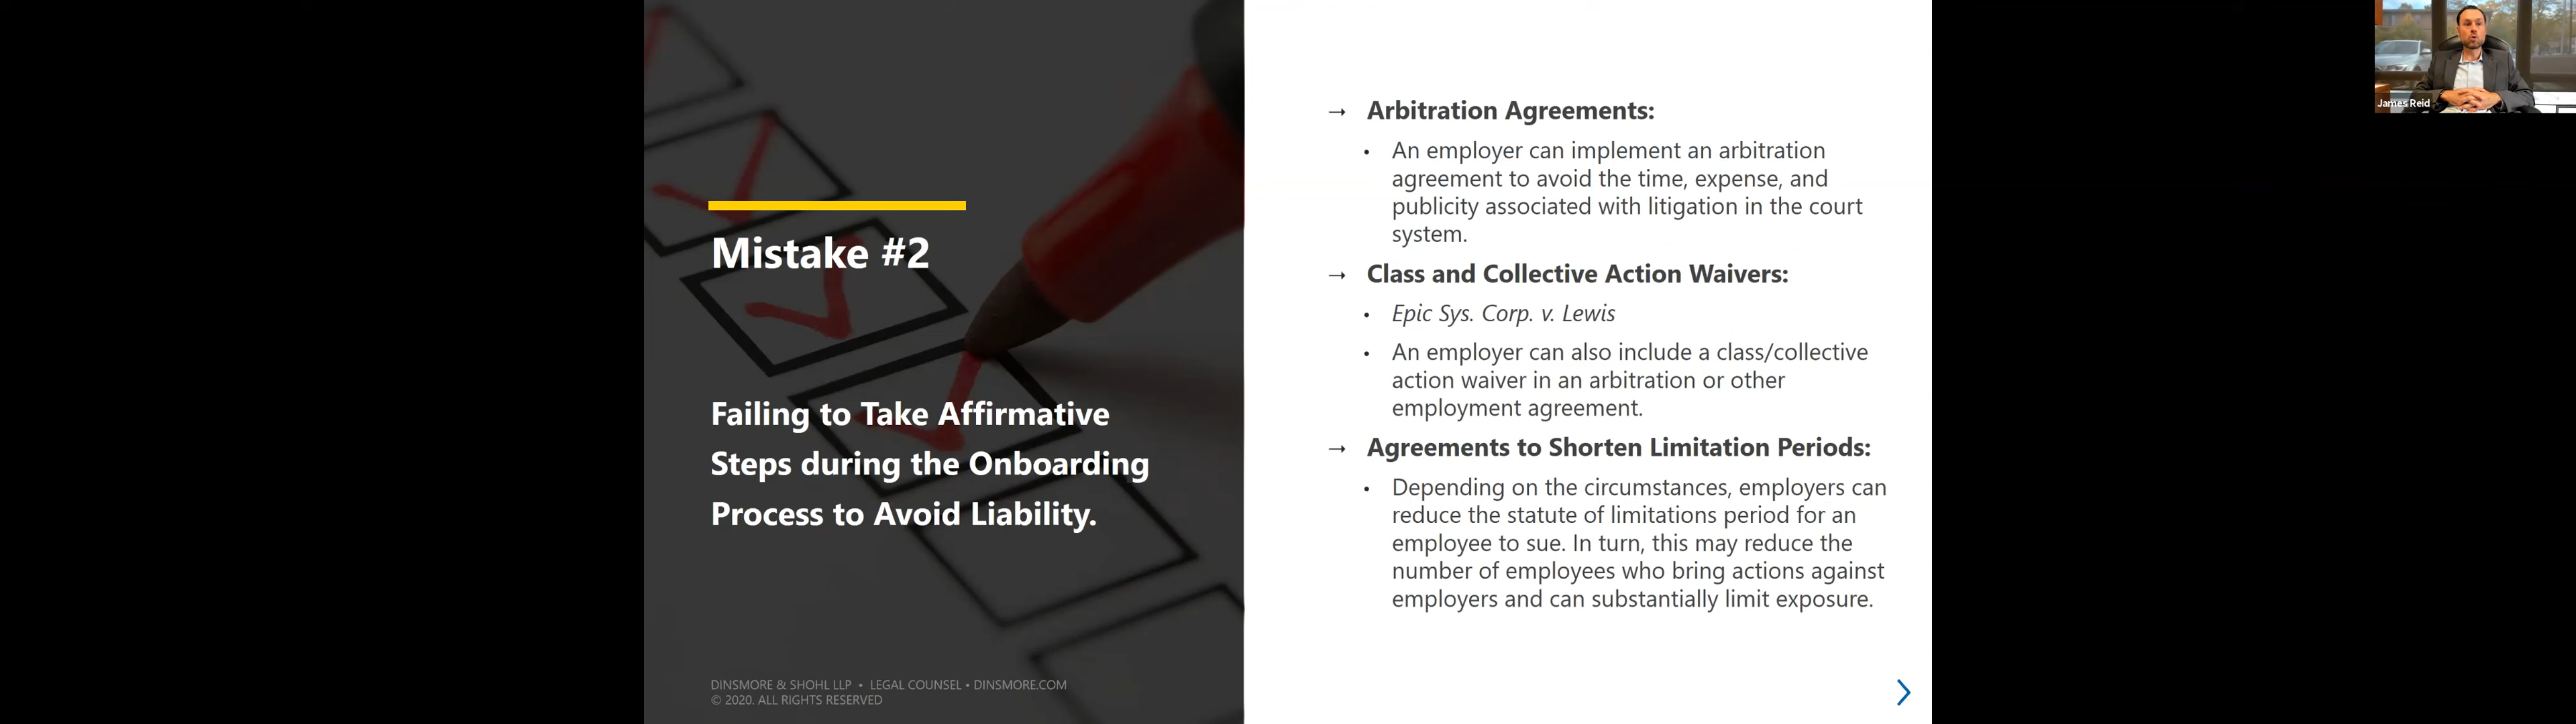 Mistake #2
Failing to Take Affirmative
Steps during the Onboarding
Process to Avoid Liability.
DINSMORE & SHOHL LLP • LEGAL COUNSEL • DINSMORE.COM
© 2020. ALL RIGHTS RESERVED
→ Arbitration Agreements:
• An employer can implement an arbitration
agreement to avoid the time, expense, and
publicity associated with litigation in the court
system.
→ Class and Collective Action Waivers:
• Epic Sys. Corp. v. Lewis
• An employer can also include a class/collective
action waiver in an arbitration or other
employment agreement.
→ Agreements to Shorten Limitation Periods:
• Depending on the circumstances, employers can
reduce the statute of limitations period for an
employee to sue. In turn, this may reduce the
number of employees who bring actions against
employers and can substantially limit exposure.
James Reid